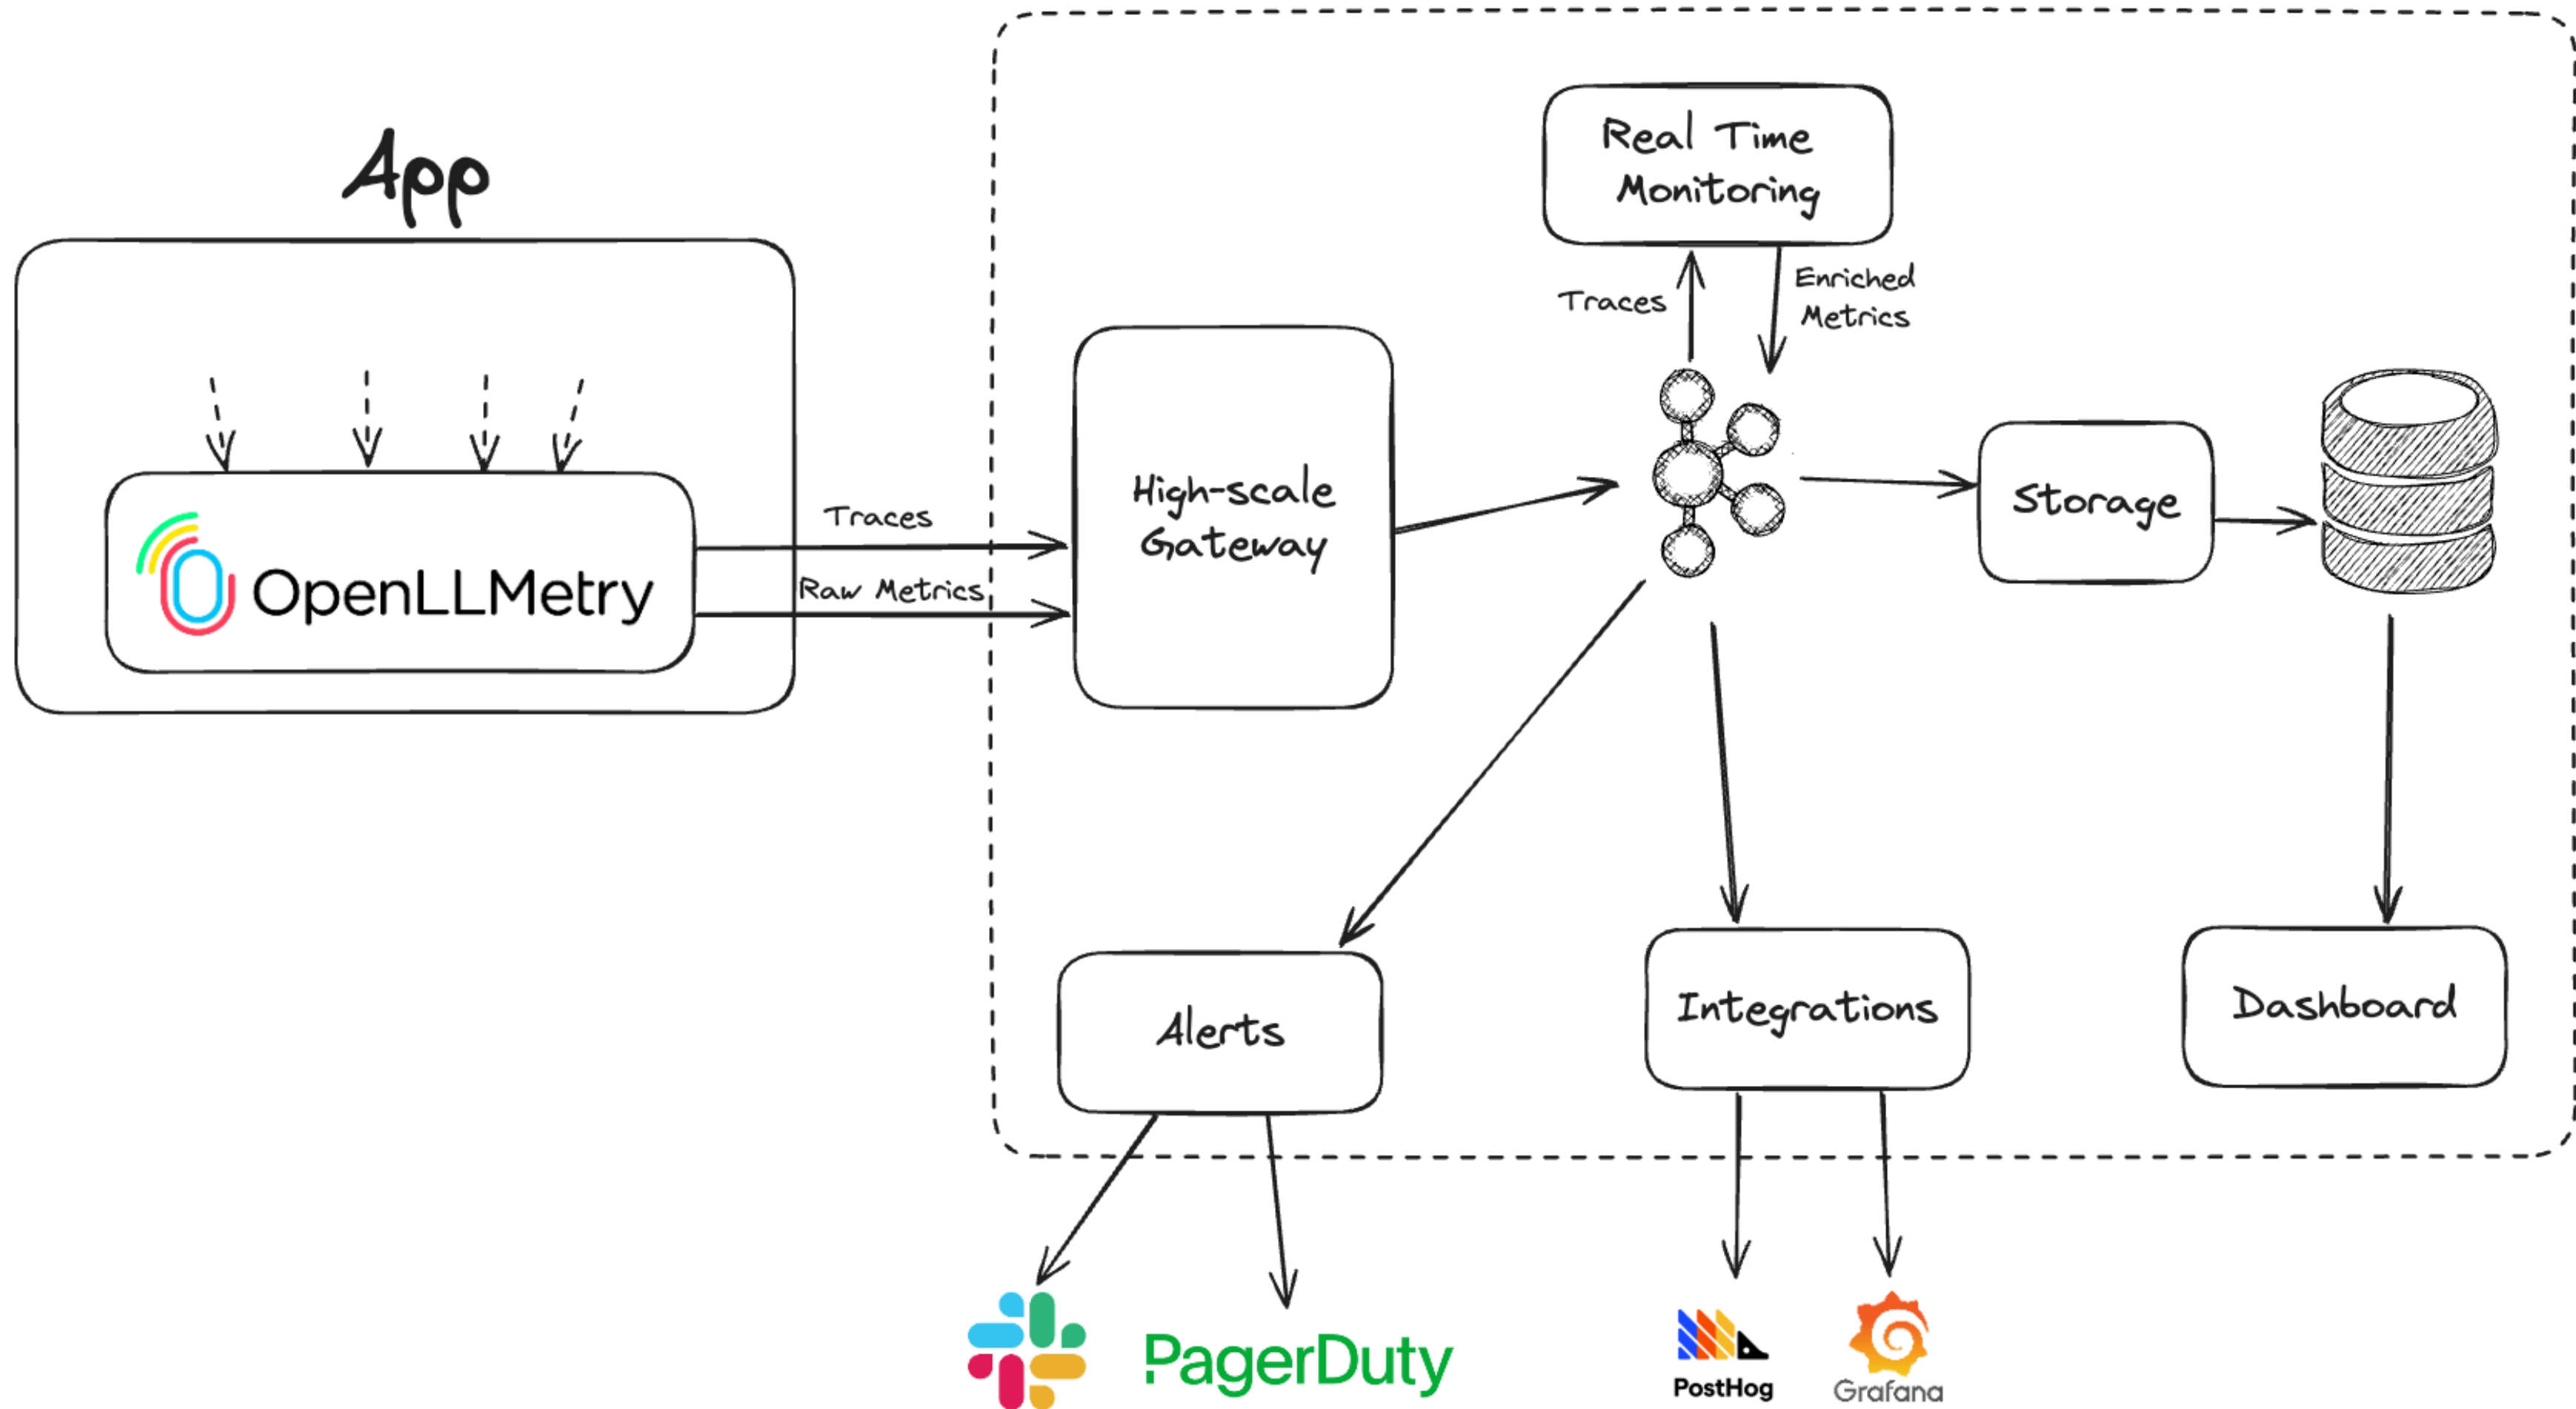 App
OpenLLMetry
Traces
Raw Metrics
High-scale
Gateway
Real Time
Monitoring
Traces
Enriched
Metrics
Storage
Alerts
Integrations
Dashboard
PagerDuty
PostHog
Grafana